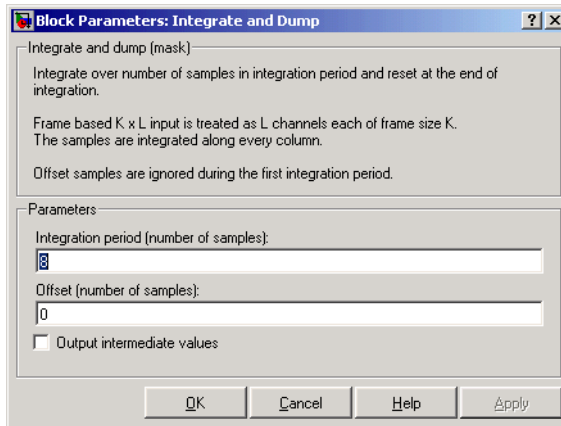 Block Parameters: Integrate and Dump
Integrate and dump (mask)
Integrate over number of samples in integration period and reset at the end of
integration.
Frame based K x L input is treated as L channels each of frame size K.
The samples are integrated along every column.
Offset samples are ignored during the first integration period.
Parameters
Integration period (number of samples):
8
Offset (number of samples):
0
Output intermediate values
OK Cancel Help Apply